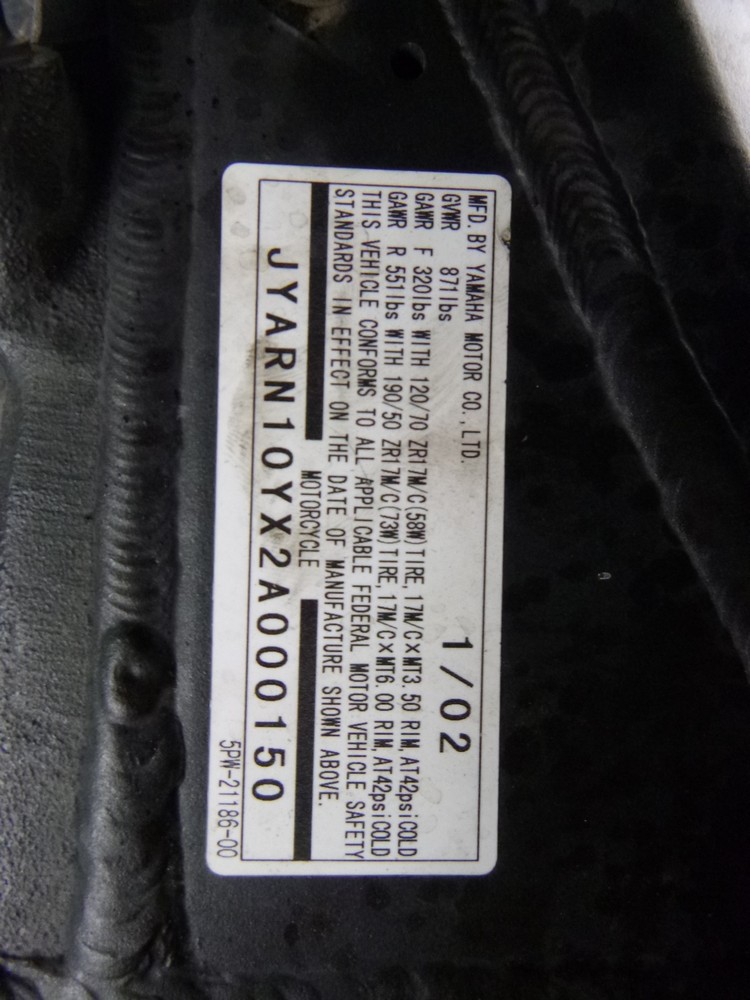 MFD. BY YAMAHA MOTOR CO., LTD.
1/02
GVWR 871lbs
GAWR F 320lbs WITH 120/70 ZR17M/C(58W)TIRE, 17M/C×MT3.50 RIM, AT42psiCOLD
GAWR R 551lbs WITH 190/50 ZR17M/C(73W)TIRE, 17M/C×MT6.00 RIM, AT42psiCOLD
THIS VEHICLE CONFORMS TO ALL APPLICABLE FEDERAL MOTOR VEHICLE SAFETY
STANDARDS IN EFFECT ON THE DATE OF MANUFACTURE SHOWN ABOVE.
MOTORCYCLE
JYARN10YX2A000150
5PW-21186-00